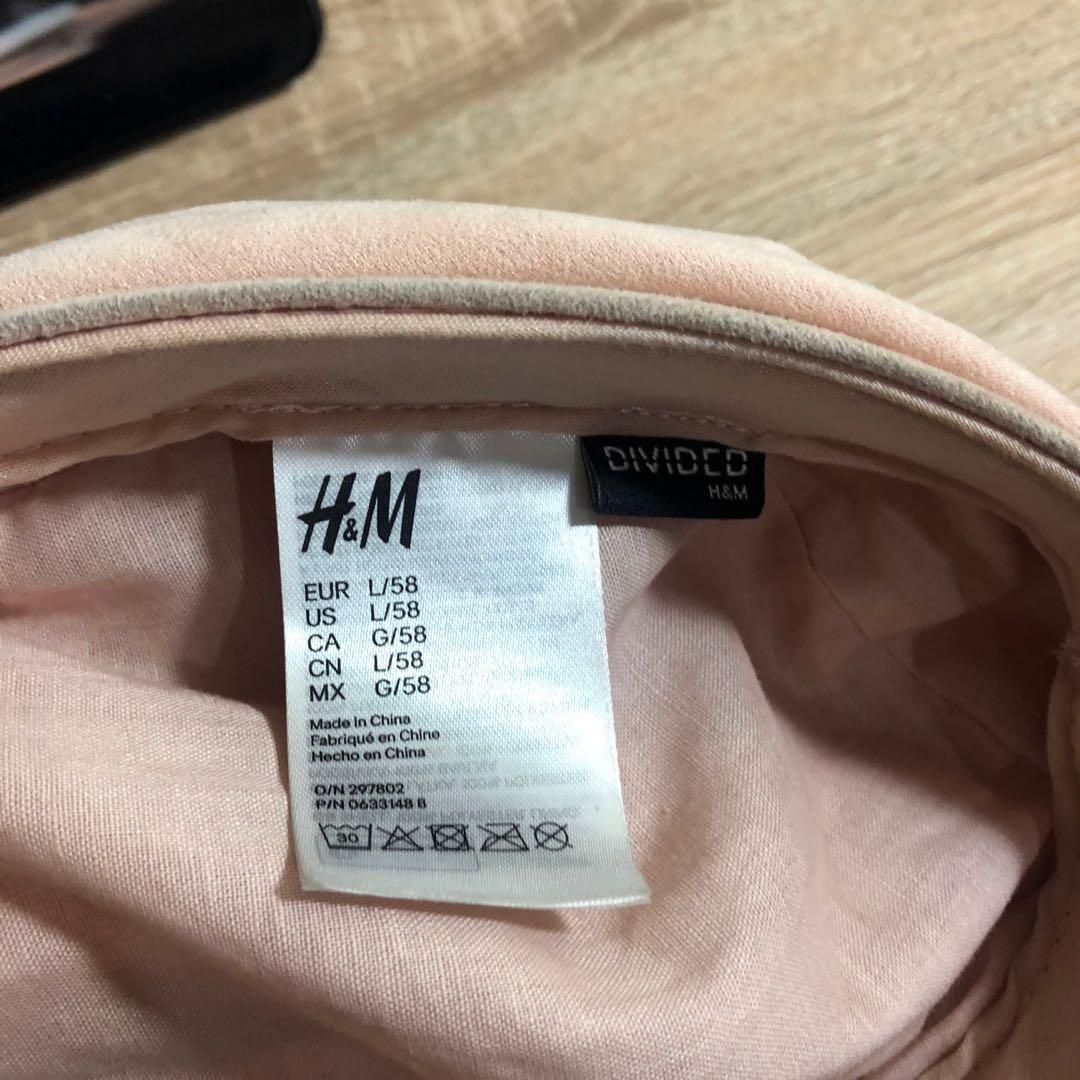 H&M
EUR L/58
US L/58
CA G/58
CN L/58
MX G/58
Made in China
Fabriqué en Chine
Hecho en China
O/N 297802
P/N 0633148 B
30
DIVIDED
H&M